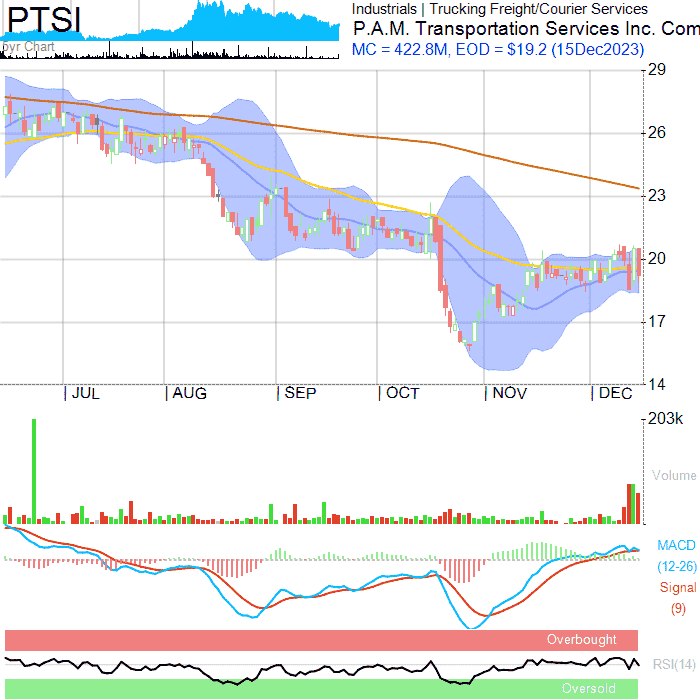 PTSI
5yr Chart
Industrials | Trucking Freight/Courier Services
P.A.M. Transportation Services Inc. Com
MC = 422.8M, EOD = $19.2 (15Dec2023)
29
26
23
20
17
14
JUL
AUG
SEP
OCT
NOV
DEC
203k
Volume
MACD
(12-26)
Signal
(9)
Overbought
RSI(14)
Oversold